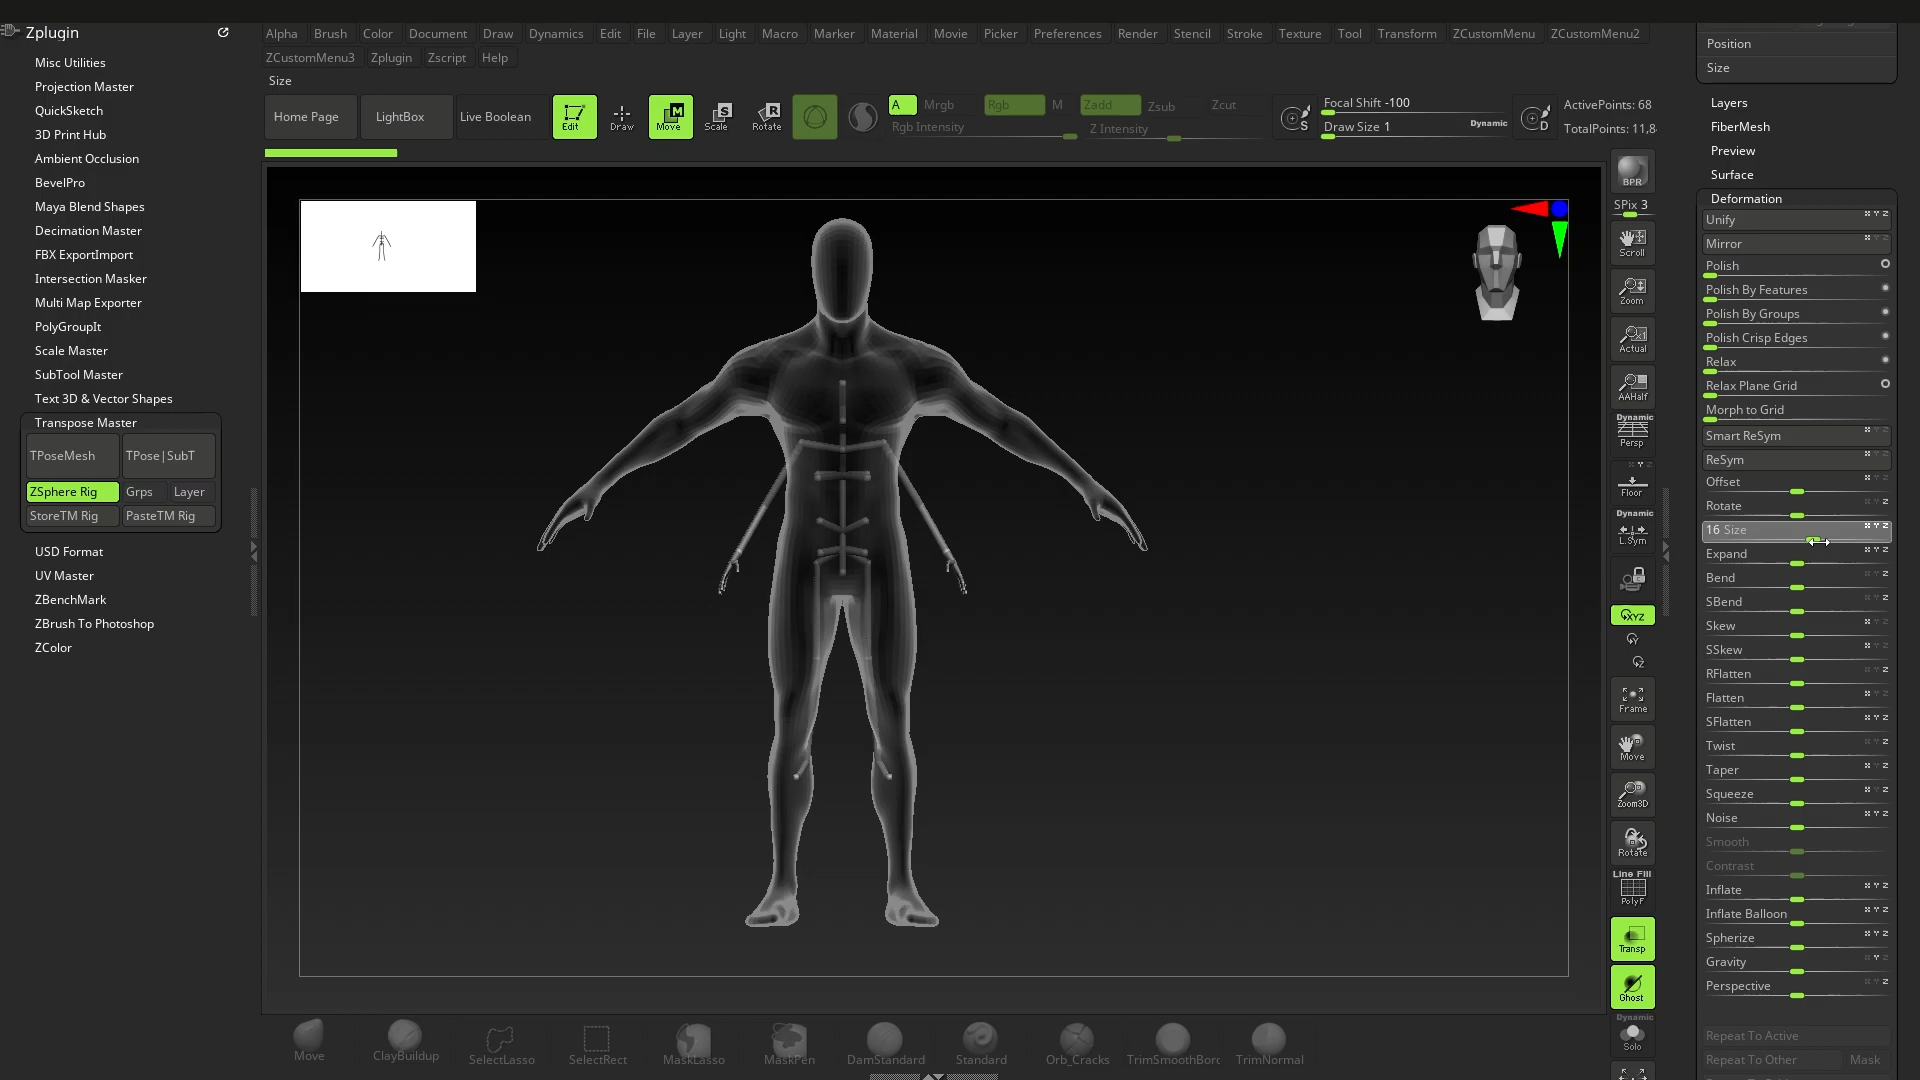 Zplugin
Misc Utilities
Projection Master
QuickSketch
3D Print Hub
Ambient Occlusion
BevelPro
Maya Blend Shapes
Decimation Master
FBX ExportImport
Intersection Masker
Multi Map Exporter
PolyGroupIt
Scale Master
SubTool Master
Text 3D & Vector Shapes
Transpose Master
TPoseMesh TPose|SubT
ZSphere Rig Grps Layer
StoreTM Rig PasteTM Rig
USD Format
UV Master
ZBenchMark
ZBrush To Photoshop
ZColor
Alpha Brush Color Document Draw Dynamics Edit File Layer Light Macro Marker Material Movie Picker Preferences Render Stencil Stroke Texture Tool Transform ZCustomMenu ZCustomMenu2
ZCustomMenu3 Zplugin Zscript Help
Size
Home Page LightBox Live Boolean Edit Draw Move Scale Rotate
A Mrgb Rgb M Zadd Zsub Zcut
Rgb Intensity Z Intensity
S Focal Shift -100
Draw Size 1 Dynamic
D ActivePoints: 68
TotalPoints: 11,8
BPR
SPix 3
Scroll
Zoom
Actual
AAHalf
Dynamic
Persp
Floor
Dynamic
L.Sym
XYZ
Y
Z
Frame
Move
Zoom3D
Rotate
Line Fill
PolyF
Transp
Ghost
Dynamic
Solo
Position
Size
Layers
FiberMesh
Preview
Surface
Deformation
Unify
Mirror
Polish
Polish By Features
Polish By Groups
Polish Crisp Edges
Relax
Relax Plane Grid
Morph to Grid
Smart ReSym
ReSym
Offset
Rotate
16 Size
Expand
Bend
SBend
Skew
SSkew
RFlatten
Flatten
SFlatten
Twist
Taper
Squeeze
Noise
Smooth
Contrast
Inflate
Inflate Balloon
Spherize
Gravity
Perspective
Repeat To Active
Repeat To Other Mask
Move ClayBuildup SelectLasso SelectRect MaskLasso MaskPen DamStandard Standard Orb_Cracks TrimSmoothBord TrimNormal